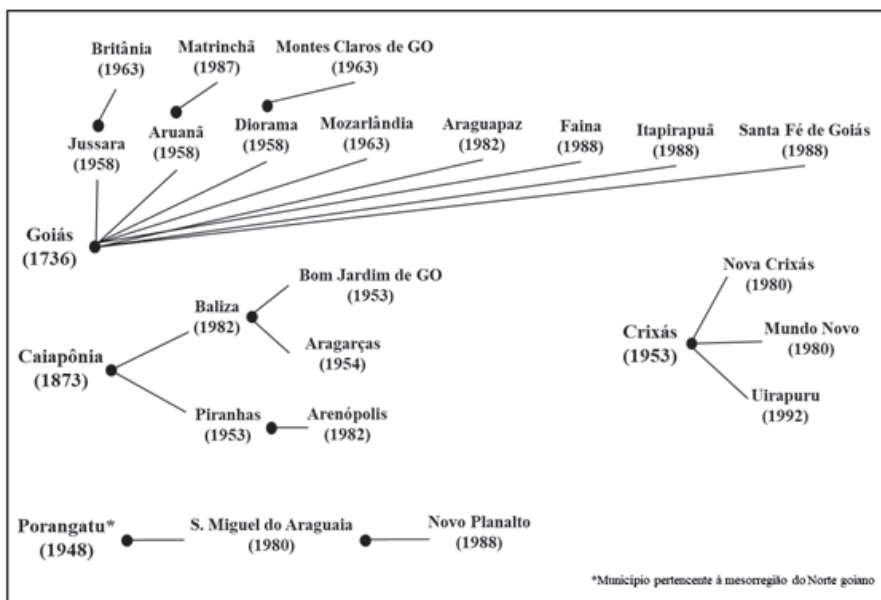 Britânia
(1963)
Matrinchã
(1987)
Montes Claros de GO
(1963)
Jussara
(1958)
Aruanã
(1958)
Diorama
(1958)
Mozarlândia
(1963)
Araguapaz
(1982)
Faina
(1988)
Itapirapuã
(1988)
Santa Fé de Goiás
(1988)
Goiás
(1736)
Bom Jardim de GO
(1953)
Baliza
(1982)
Aragarças
(1954)
Caiapônia
(1873)
Piranhas
(1953)
Arenópolis
(1982)
Nova Crixás
(1980)
Crixás
(1953)
Mundo Novo
(1980)
Uirapuru
(1992)
Porangatu*
(1948)
S. Miguel do Araguaia
(1980)
Novo Planalto
(1988)
*Município pertencente à mesorregião do Norte goiano